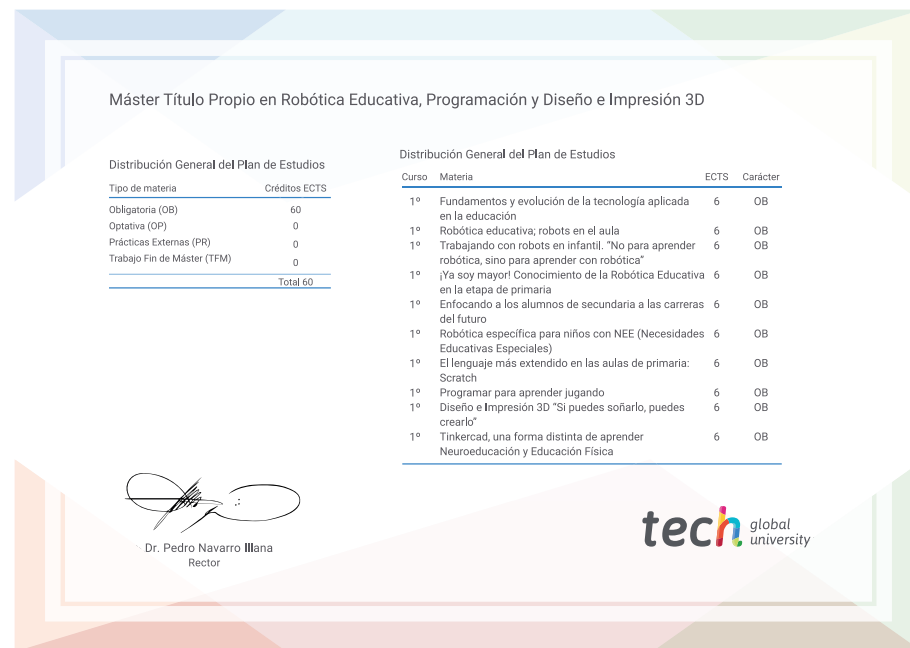 Máster Título Propio en Robótica Educativa, Programación y Diseño e Impresión 3D
Distribución General del Plan de Estudios
Tipo de materia Créditos ECTS
Obligatoria (OB) 60
Optativa (OP) 0
Prácticas Externas (PR) 0
Trabajo Fin de Máster (TFM) 0
Total 60
Distribución General del Plan de Estudios
Curso Materia ECTS Carácter
1º Fundamentos y evolución de la tecnología aplicada 6 OB
en la educación
1º Robótica educativa; robots en el aula 6 OB
1º Trabajando con robots en infantil. “No para aprender 6 OB
robótica, sino para aprender con robótica”
1º ¡Ya soy mayor! Conocimiento de la Robótica Educativa 6 OB
en la etapa de primaria
1º Enfocando a los alumnos de secundaria a las carreras 6 OB
del futuro
1º Robótica específica para niños con NEE (Necesidades 6 OB
Educativas Especiales)
1º El lenguaje más extendido en las aulas de primaria: 6 OB
Scratch
1º Programar para aprender jugando 6 OB
1º Diseño e Impresión 3D “Si puedes soñarlo, puedes 6 OB
crearlo”
1º Tinkercad, una forma distinta de aprender 6 OB
Neuroeducación y Educación Física
Dr. Pedro Navarro Illana
Rector
tech global
university